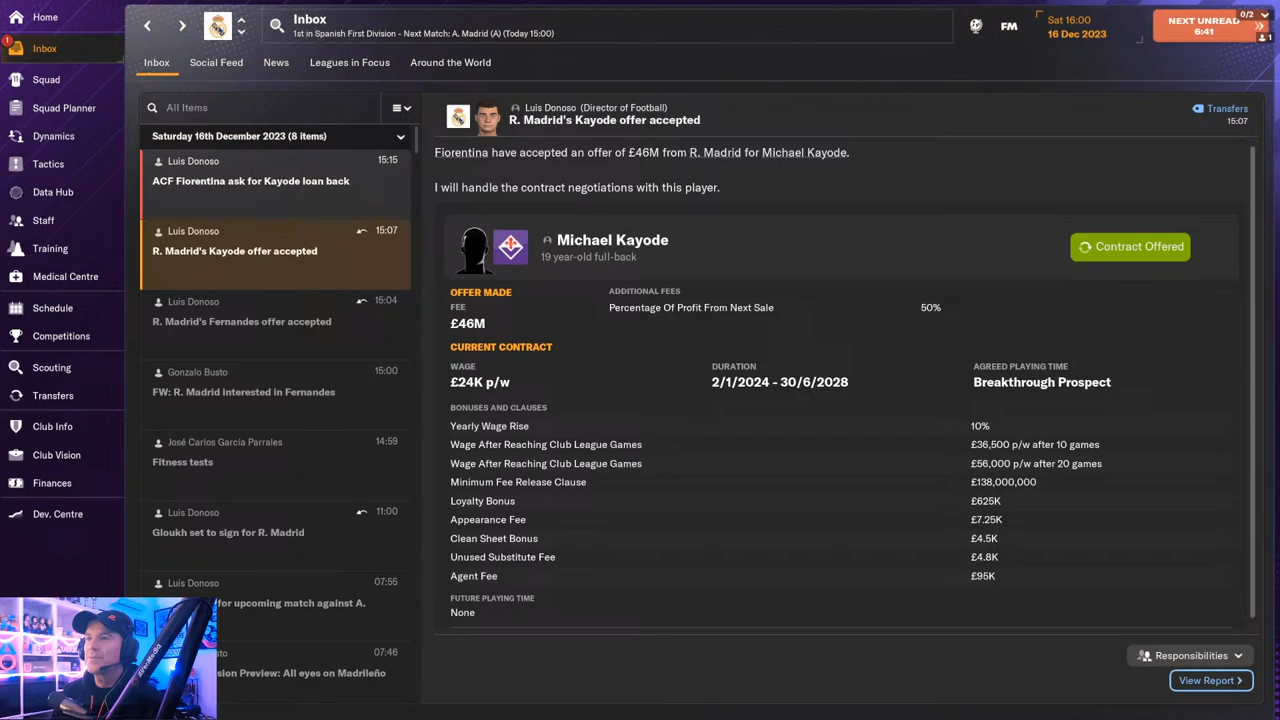 Home
Inbox
1
Squad
Squad Planner
Dynamics
Tactics
Data Hub
Staff
Training
Medical Centre
Schedule
Competitions
Scouting
Transfers
Club Info
Club Vision
Finances
Dev. Centre
Inbox
1st in Spanish First Division - Next Match: A. Madrid (A) (Today 15:00)
FM
Sat 16:00
16 Dec 2023
NEXT UNREAD
6:41
0/2
1
Inbox
Social Feed
News
Leagues in Focus
Around the World
All Items
Saturday 16th December 2023 (8 items)
Luis Donoso 15:15
ACF Fiorentina ask for Kayode loan back
Luis Donoso 15:07
R. Madrid's Kayode offer accepted
Luis Donoso 15:04
R. Madrid's Fernandes offer accepted
Gonzalo Busto 15:00
FW: R. Madrid interested in Fernandes
José Carlos García Parrales 14:59
Fitness tests
Luis Donoso 11:00
Gloukh set to sign for R. Madrid
Luis Donoso 07:55
for upcoming match against A.
sto 07:46
sion Preview: All eyes on Madrileño
AVerMedia
Luis Donoso (Director of Football)
R. Madrid's Kayode offer accepted
Transfers
15:07
Fiorentina have accepted an offer of £46M from R. Madrid for Michael Kayode.
I will handle the contract negotiations with this player.
Michael Kayode
19 year-old full-back
Contract Offered
OFFER MADE
FEE
£46M
ADDITIONAL FEES
Percentage Of Profit From Next Sale 50%
CURRENT CONTRACT
WAGE
£24K p/w
DURATION
2/1/2024 - 30/6/2028
AGREED PLAYING TIME
Breakthrough Prospect
BONUSES AND CLAUSES
Yearly Wage Rise 10%
Wage After Reaching Club League Games £36,500 p/w after 10 games
Wage After Reaching Club League Games £56,000 p/w after 20 games
Minimum Fee Release Clause £138,000,000
Loyalty Bonus £625K
Appearance Fee £7.25K
Clean Sheet Bonus £4.5K
Unused Substitute Fee £4.8K
Agent Fee £95K
FUTURE PLAYING TIME
None
Responsibilities
View Report